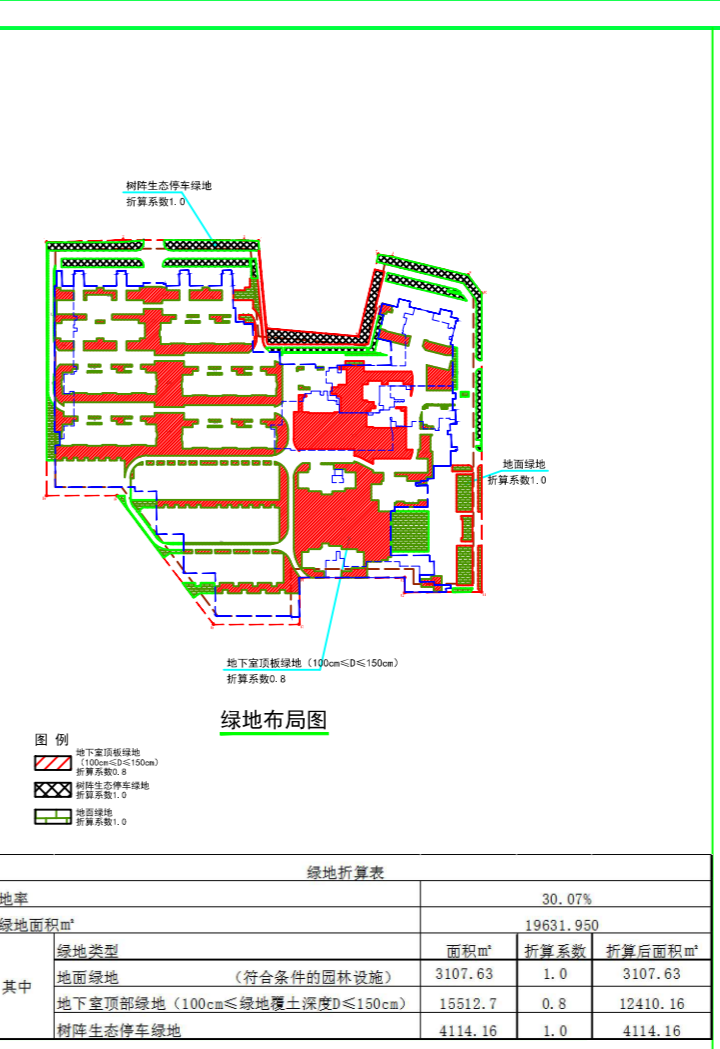 树阵生态停车绿地
折算系数1.0
地面绿地
折算系数1.0
地下室顶板绿地（100cm≤D≤150cm）
折算系数0.8
绿地布局图
图 例
地下室顶板绿地
（100cm≤D≤150cm）
折算系数0.8
树阵生态停车绿地
折算系数1.0
地面绿地
折算系数1.0
绿地折算表
地率 30.07%
绿地面积m² 19631.950
其中 绿地类型 面积m² 折算系数 折算后面积m²
地面绿地 （符合条件的园林设施） 3107.63 1.0 3107.63
地下室顶部绿地（100cm≤绿地覆土深度D≤150cm） 15512.7 0.8 12410.16
树阵生态停车绿地 4114.16 1.0 4114.16